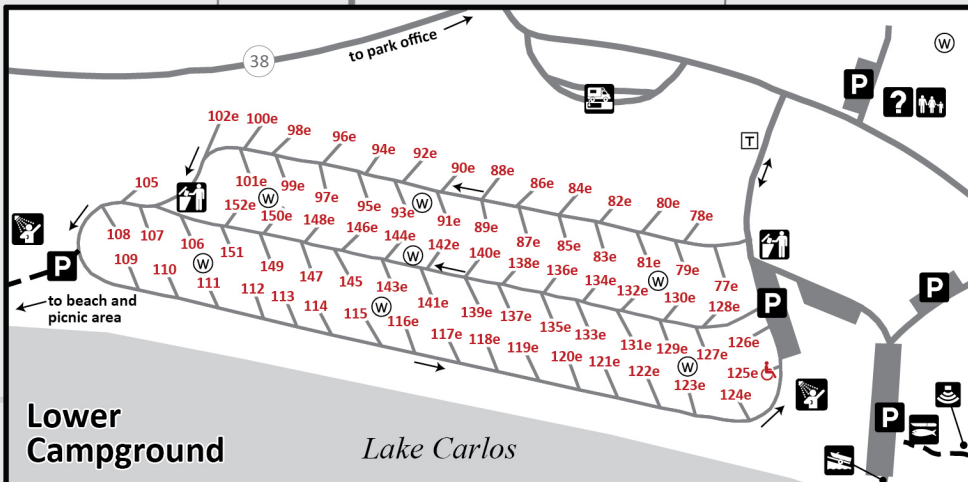 to park office
38
W
P
?
T
102e
100e
98e
96e
94e
92e
90e
88e
86e
84e
82e
80e
78e
101e
99e
97e
95e
93e
91e
89e
87e
85e
83e
81e
79e
77e
W
W
W
105
152e
150e
148e
146e
144e
142e
140e
138e
136e
134e
132e
130e
128e
W
108
107
106
151
149
147
145
143e
141e
139e
137e
135e
133e
131e
129e
127e
126e
W
W
W
109
110
111
112
113
114
115
116e
117e
118e
119e
120e
121e
122e
123e
124e
125e
P
P
P
P
to beach and
picnic area
Lower
Campground
Lake Carlos